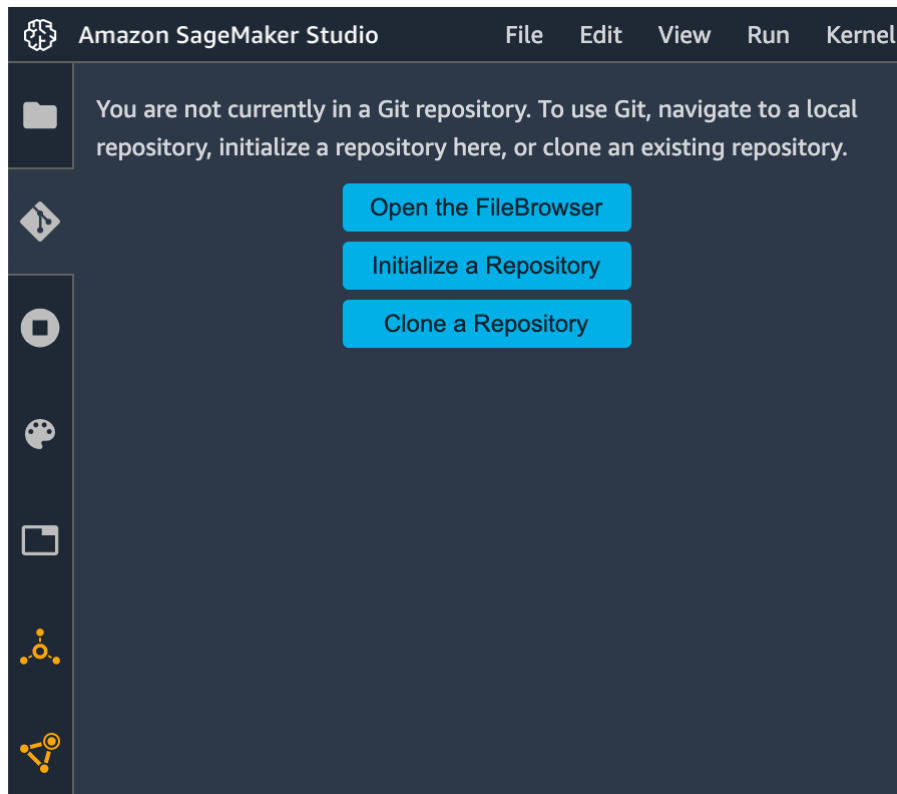 Amazon SageMaker Studio File Edit View Run Kernel
You are not currently in a Git repository. To use Git, navigate to a local
repository, initialize a repository here, or clone an existing repository.
Open the FileBrowser
Initialize a Repository
Clone a Repository